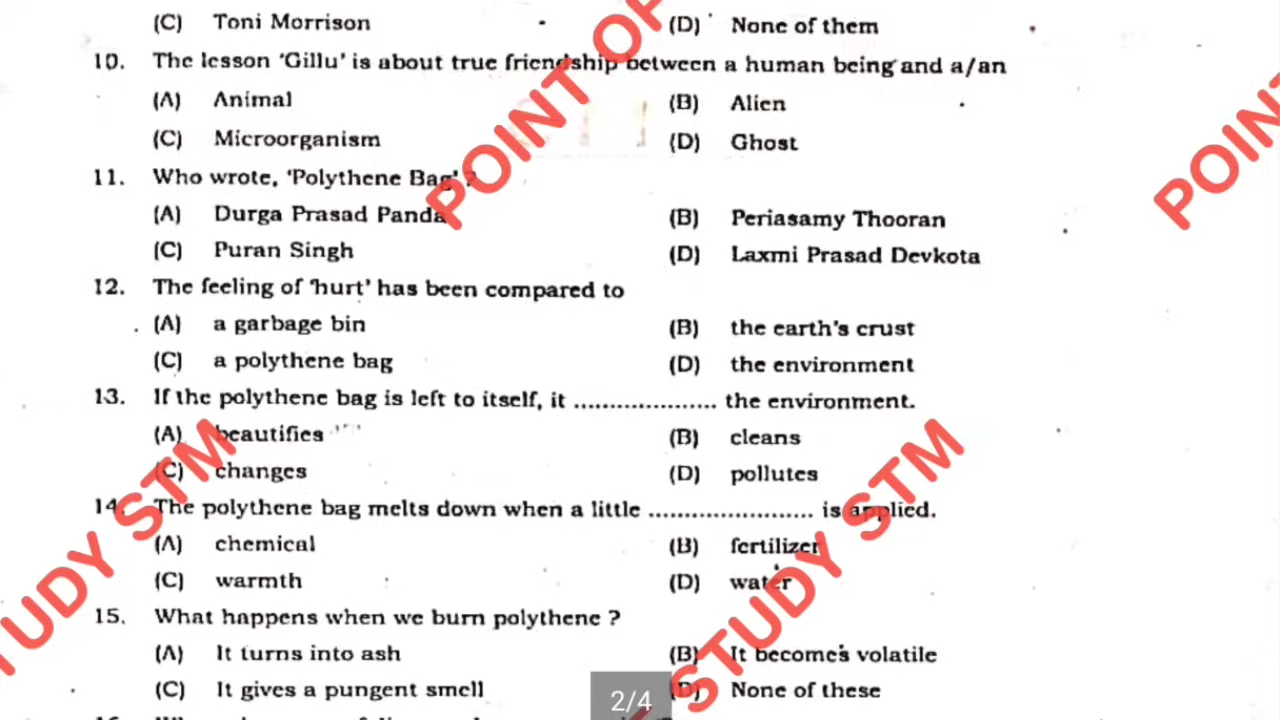 (C) Toni Morrison (D) None of them
10. The lesson 'Gillu' is about true friendship between a human being and a/an
(A) Animal (B) Alien
(C) Microorganism (D) Ghost
11. Who wrote, 'Polythene Bag' ?
(A) Durga Prasad Panda (B) Periasamy Thooran
(C) Puran Singh (D) Laxmi Prasad Devkota
12. The feeling of 'hurt' has been compared to
(A) a garbage bin (B) the earth's crust
(C) a polythene bag (D) the environment
13. If the polythene bag is left to itself, it .................... the environment.
(A) beautifies (B) cleans
(C) changes (D) pollutes
14. The polythene bag melts down when a little ....................... is applied.
(A) chemical (B) fertilizer
(C) warmth (D) water
15. What happens when we burn polythene ?
(A) It turns into ash (B) It becomes volatile
(C) It gives a pungent smell (D) None of these
2/4
POINT OF
POINT
STUDY STM
STUDY STM